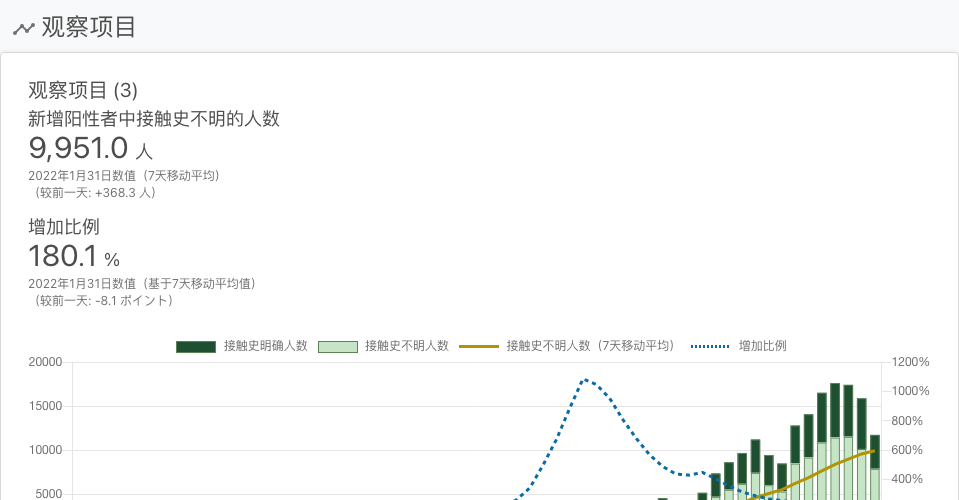 观察项目
观察项目 (3)
新增阳性者中接触史不明的人数
9,951.0 人
2022年1月31日数值（7天移动平均）
（较前一天: +368.3 人）
增加比例
180.1 %
2022年1月31日数值（基于7天移动平均值）
（较前一天: -8.1 ポイント）
接触史明确人数 接触史不明人数 接触史不明人数（7天移动平均） 增加比例
20000 1200%
1000%
15000
800%
10000 600%
400%
5000